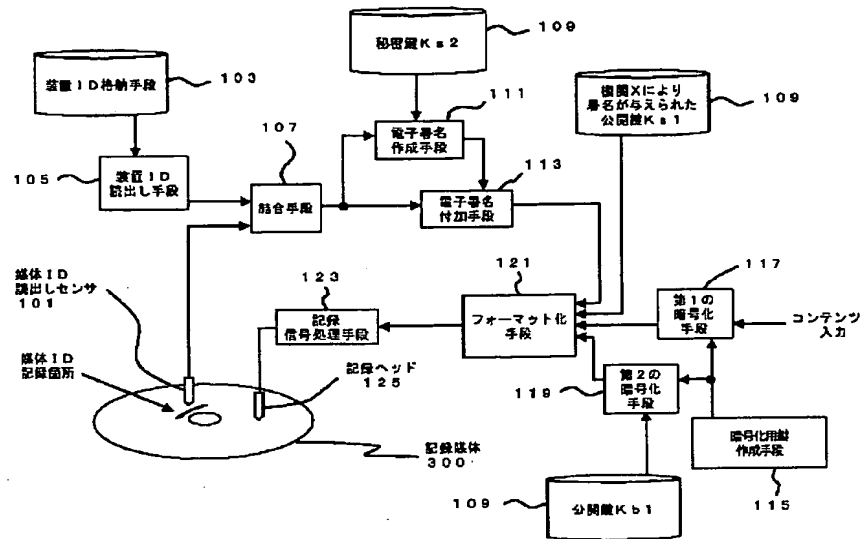 109
秘密鍵Ks2
103
装置ID格納手段
111
機関Xにより
署名が与えられた
公開鍵Ks1
109
電子署名
作成手段
107
113
105
装置ID
読出し手段
結合手段
電子署名
付加手段
媒体ID
読出しセンサ
101
123
121
117
記録
信号処理手段
フォーマット化
手段
第1の
暗号化
手段
コンテンツ
入力
媒体ID
記録箇所
記録ヘッド
125
119
第2の
暗号化
手段
記録媒体
300
暗号化用鍵
作成手段
109
公開鍵Kb1
115